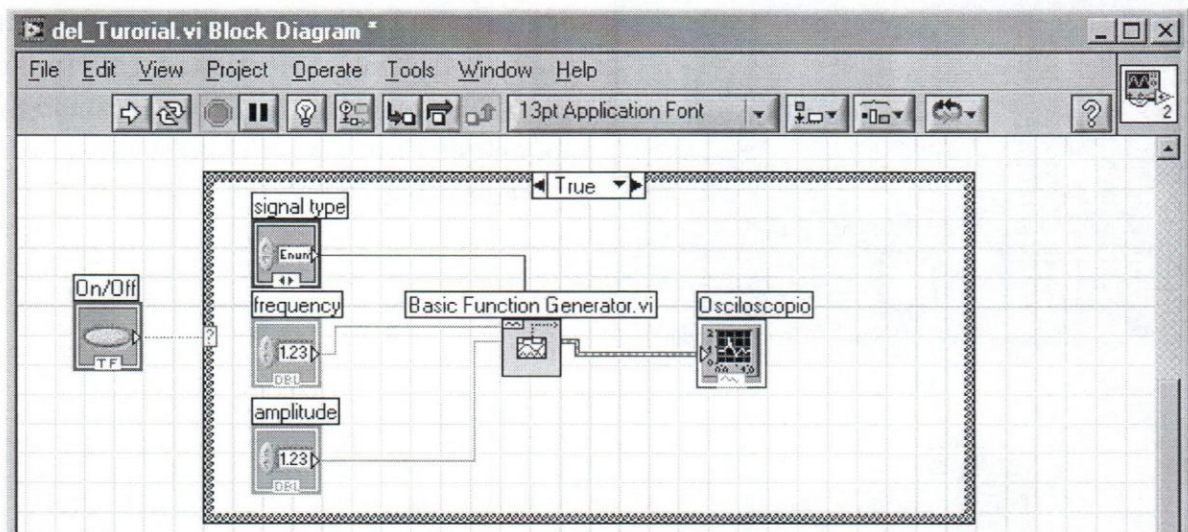 del_Turorial.vi Block Diagram *
File Edit View Project Operate Tools Window Help
13pt Application Font
2
True
signal type
Enum
On/Off
TF
frequency
Basic Function Generator.vi
Osciloscopio
1.23
DBL
amplitude
1.23
DBL